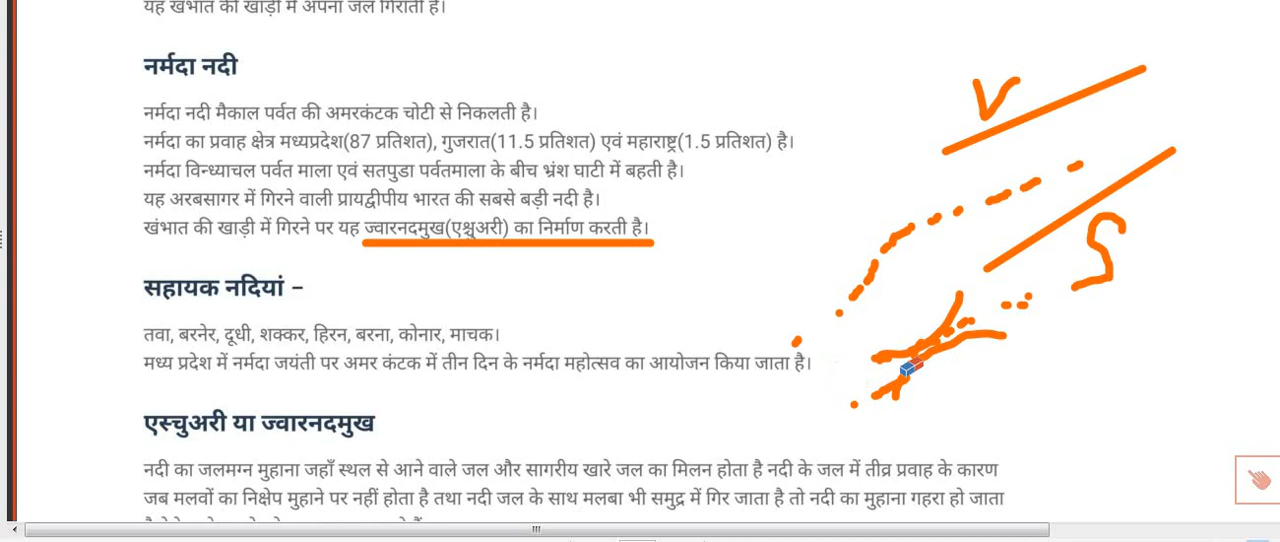 यह खंभात की खाड़ी में अपना जल गिराती है।
नर्मदा नदी
नर्मदा नदी मैकाल पर्वत की अमरकंटक चोटी से निकलती है।
नर्मदा का प्रवाह क्षेत्र मध्यप्रदेश(87 प्रतिशत), गुजरात(11.5 प्रतिशत) एवं महाराष्ट्र(1.5 प्रतिशत) है।
नर्मदा विन्ध्याचल पर्वत माला एवं सतपुडा पर्वतमाला के बीच भ्रंश घाटी में बहती है।
यह अरबसागर में गिरने वाली प्रायद्वीपीय भारत की सबसे बड़ी नदी है।
खंभात की खाड़ी में गिरने पर यह ज्वारनदमुख(एश्चुअरी) का निर्माण करती है।
सहायक नदियां –
तवा, बरनेर, दूधी, शक्कर, हिरन, बरना, कोनार, माचक।
मध्य प्रदेश में नर्मदा जयंती पर अमर कंटक में तीन दिन के नर्मदा महोत्सव का आयोजन किया जाता है।
एस्चुअरी या ज्वारनदमुख
नदी का जलमग्न मुहाना जहाँ स्थल से आने वाले जल और सागरीय खारे जल का मिलन होता है नदी के जल में तीव्र प्रवाह के कारण
जब मलवों का निक्षेप मुहाने पर नहीं होता है तथा नदी जल के साथ मलबा भी समुद्र में गिर जाता है तो नदी का मुहाना गहरा हो जाता
V
S